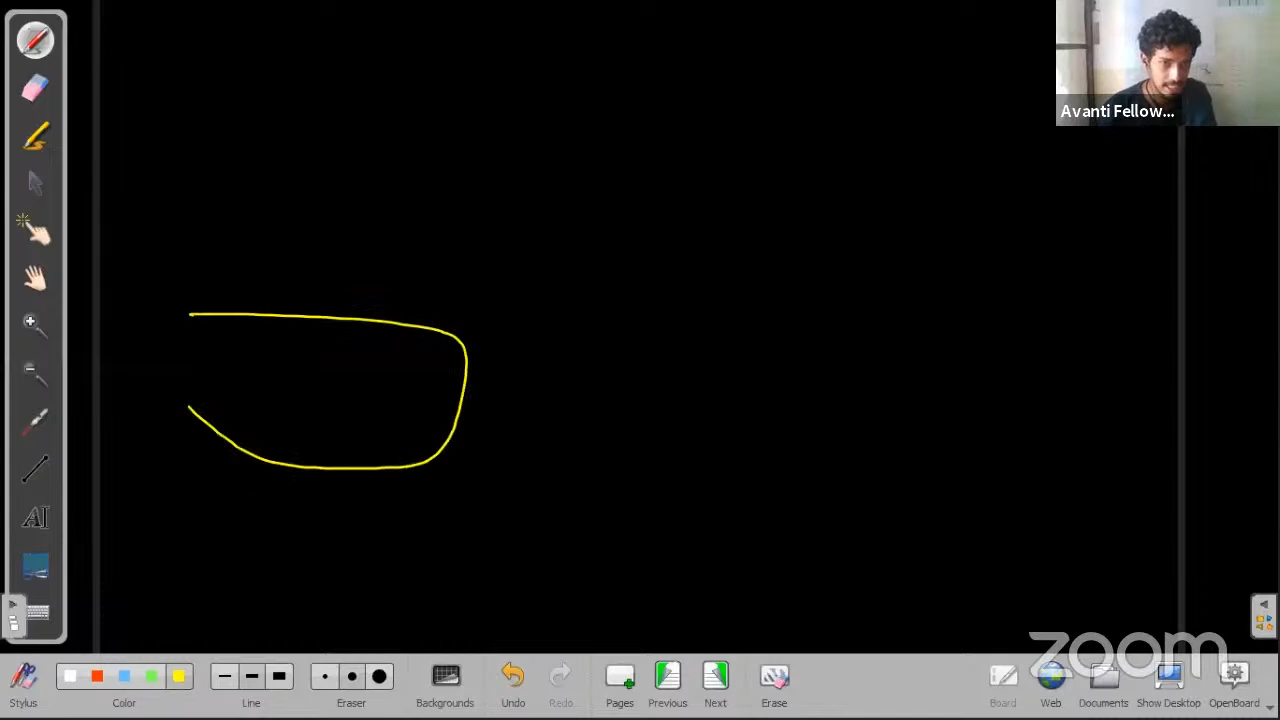 Avanti Fellow...
AI
zoom
Stylus
Color
Line
Eraser
Backgrounds
Undo
Redo
Pages
Previous
Next
Erase
Board
Web
Documents
Show Desktop
OpenBoard